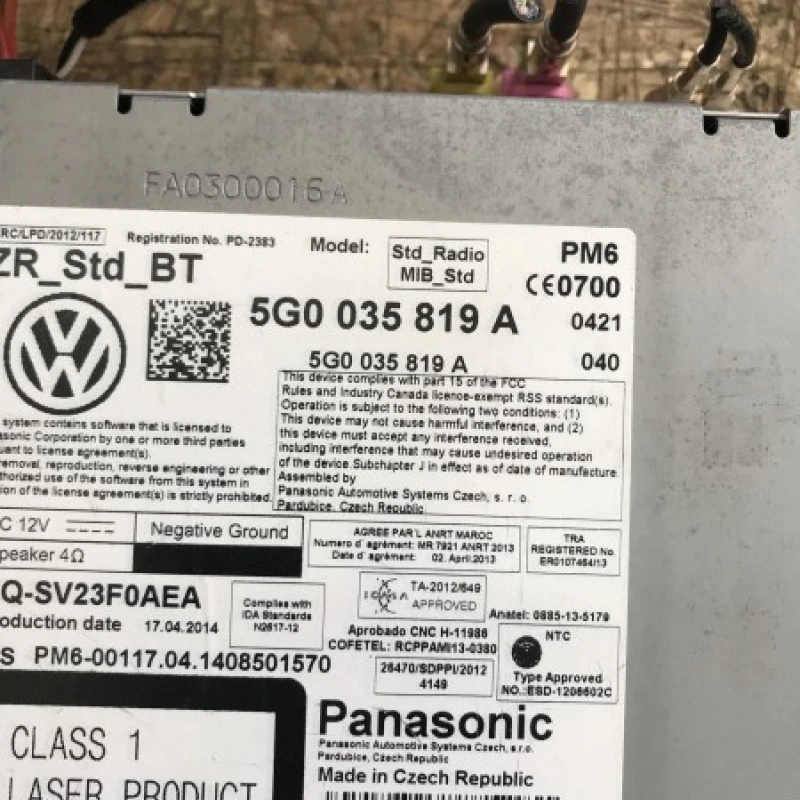 FA0300016A
RC/LPD/2012/117
Registration No. PD-2383
Model:
Std_Radio
MIB_Std
PM6
CE0700
ZR_Std_BT
5G0 035 819 A
0421
5G0 035 819 A
040
This device complies with part 15 of the FCC
Rules and Industry Canada licence-exempt RSS standard(s).
Operation is subject to the following two conditions: (1)
This device may not cause harmful interference, and (2)
this device must accept any interference received,
including interference that may cause undesired operation
of the device.Subchapter J in effect as of date of manufacture.
Assembled by
Panasonic Automotive Systems Czech, s. r. o.
Pardubice, Czech Republic
system contains software that is licensed to
asonic Corporation by one or more third parties
uant to license agreement(s).
removal, reproduction, reverse engineering or other
thorized use of the software from this system in
ion of the license agreement(s) is strictly prohibited.
C 12V
Negative Ground
peaker 4Ω
AGREE PAR'L ANRT MAROC
Numero d'agrément: MR 7921 ANRT 2013
Date d'agrément: 02. April.2013
TRA
REGISTERED No.
ER0107464/13
Q-SV23F0AEA
oduction date 17.04.2014
Complies with
IDA Standards
N2617-12
ICASA
TA-2012/649
APPROVED
Anatel: 0885-13-5179
Aprobado CNC H-11986
COFETEL: RCPPAMI13-0380
26470/SDPPI/2012
4149
NTC
Type Approved
NO.:ESD-1206602C
S PM6-00117.04.1408501570
CLASS 1
LASER PRODUCT
Panasonic
Panasonic Automotive Systems Czech, s.r.o.
Pardubice, Czech Republic
Made in Czech Republic